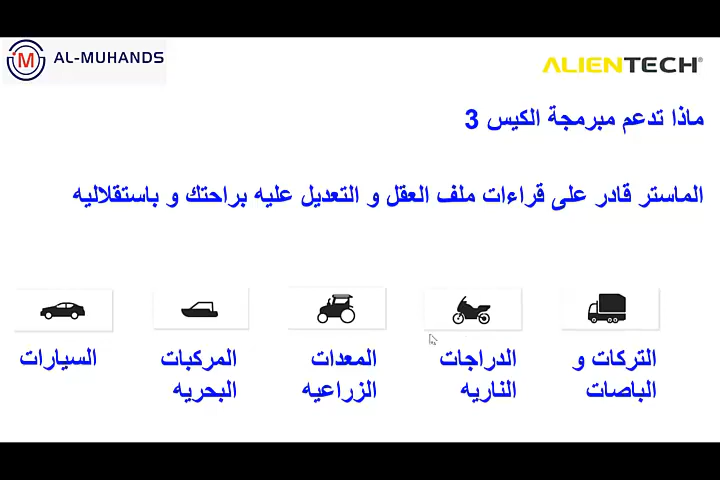 AL-MUHANDS
ALIENTECH®
ماذا تدعم مبرمجة الكيس 3
الماستر قادر على قراءات ملف العقل و التعديل عليه براحتك و باستقلاليه
التركات و
الباصات
الدراجات
الناريه
المعدات
الزراعيه
المركبات
البحريه
السيارات